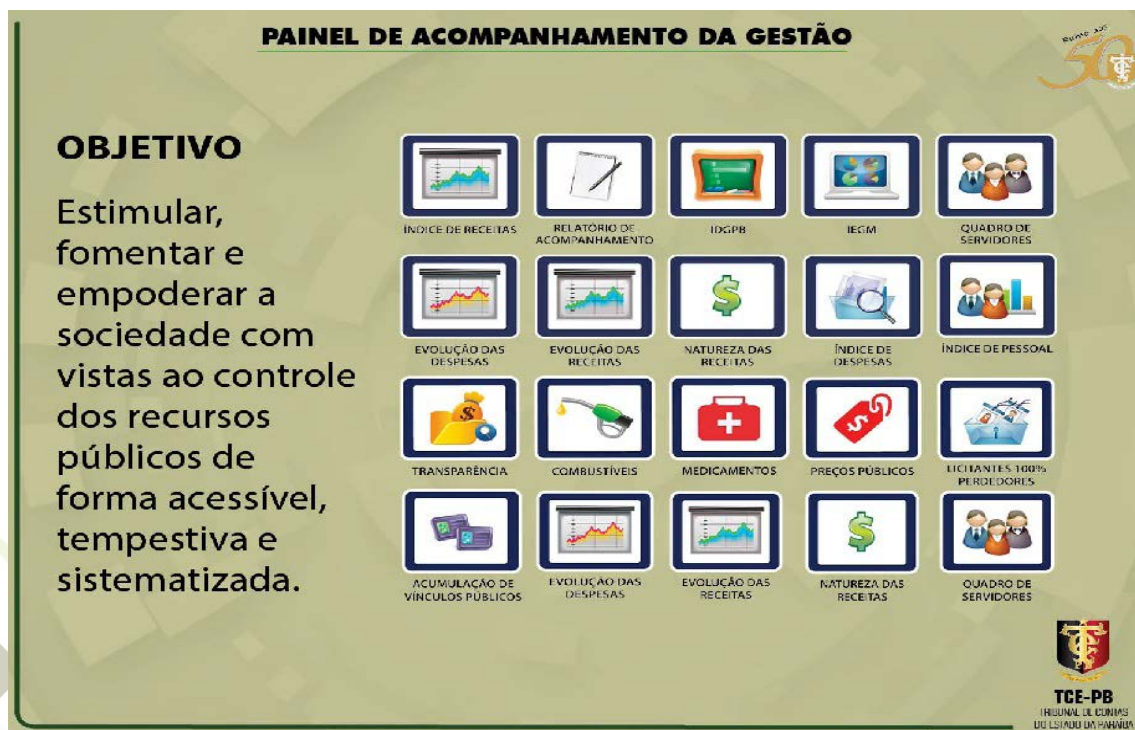 PAINEL DE ACOMPANHAMENTO DA GESTÃO
OBJETIVO
Estimular,
fomentar e
empoderar a
sociedade com
vistas ao controle
dos recursos
públicos de
forma acessível,
tempestiva e
sistematizada.
ÍNDICE DE RECEITAS
RELATÓRIO DE
ACOMPANHAMENTO
IDGPB
IEGM
QUADRO DE
SERVIDORES
EVOLUÇÃO DAS
DESPESAS
EVOLUÇÃO DAS
RECEITAS
NATUREZA DAS
RECEITAS
ÍNDICE DE
DESPESAS
ÍNDICE DE PESSOAL
TRANSPARÊNCIA
COMBUSTÍVEIS
MEDICAMENTOS
PREÇOS PÚBLICOS
LICITANTES 100%
PERDEDORES
ACUMULAÇÃO DE
VÍNCULOS PÚBLICOS
EVOLUÇÃO DAS
DESPESAS
EVOLUÇÃO DAS
RECEITAS
NATUREZA DAS
RECEITAS
QUADRO DE
SERVIDORES
TCE-PB
TRIBUNAL DE CONTAS
DO ESTADO DA PARAÍBA
50